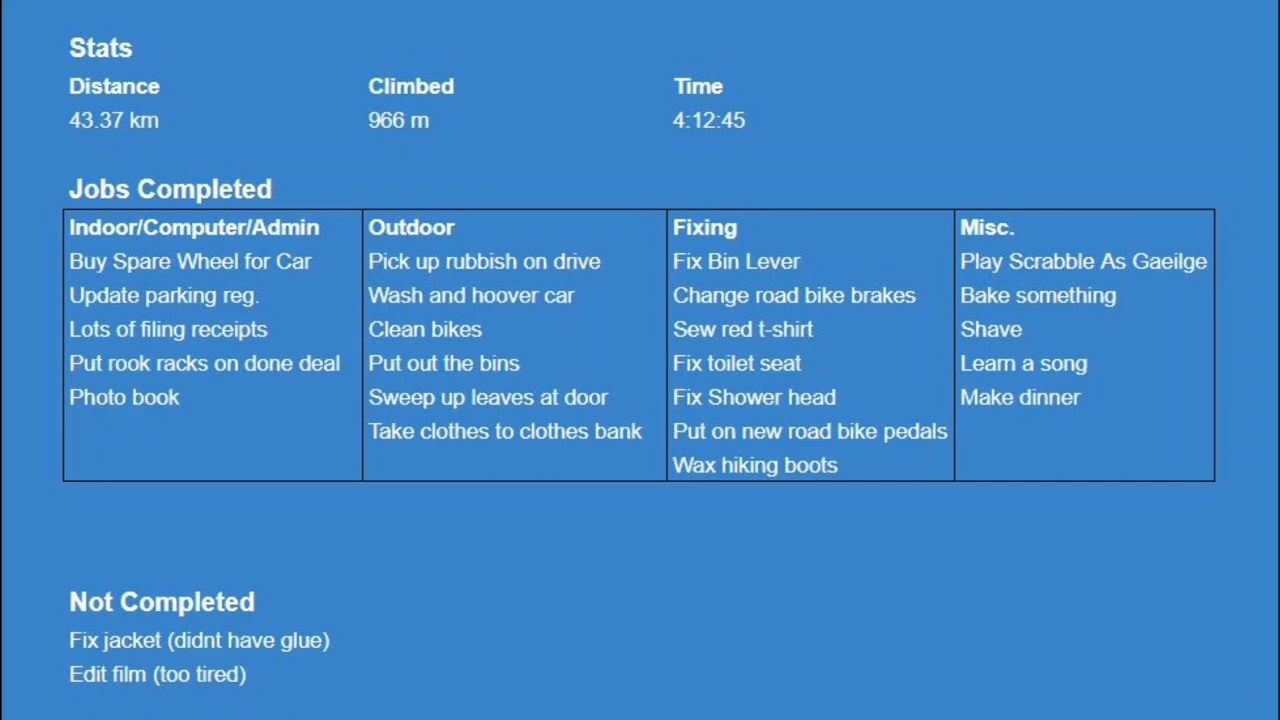 Stats
Distance Climbed Time
43.37 km 966 m 4:12:45
Jobs Completed
Indoor/Computer/Admin Outdoor Fixing Misc.
Buy Spare Wheel for Car Pick up rubbish on drive Fix Bin Lever Play Scrabble As Gaeilge
Update parking reg. Wash and hoover car Change road bike brakes Bake something
Lots of filing receipts Clean bikes Sew red t-shirt Shave
Put rook racks on done deal Put out the bins Fix toilet seat Learn a song
Photo book Sweep up leaves at door Fix Shower head Make dinner
Take clothes to clothes bank Put on new road bike pedals
Wax hiking boots
Not Completed
Fix jacket (didnt have glue)
Edit film (too tired)